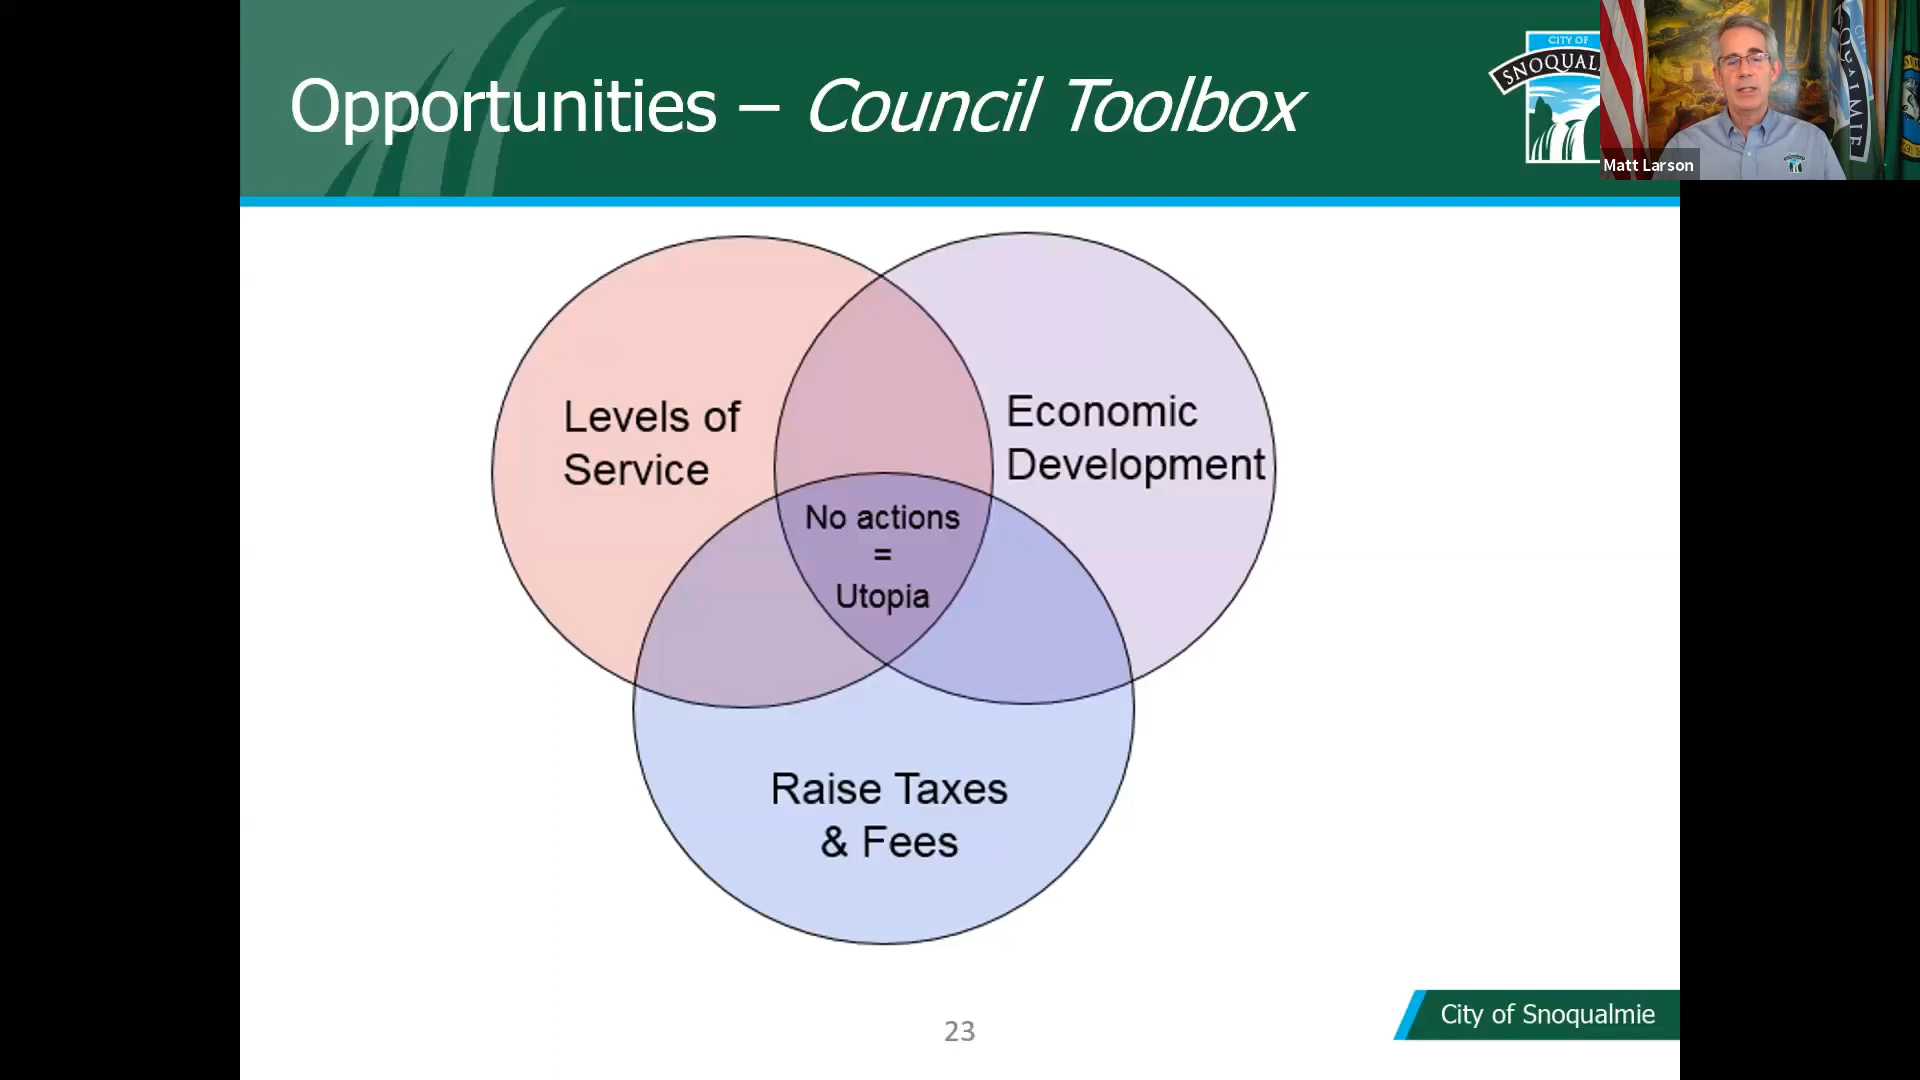 Opportunities – Council Toolbox
CITY OF
Matt Larson
Levels of
Service
Economic
Development
No actions
=
Utopia
Raise Taxes
& Fees
23
City of Snoqualmie